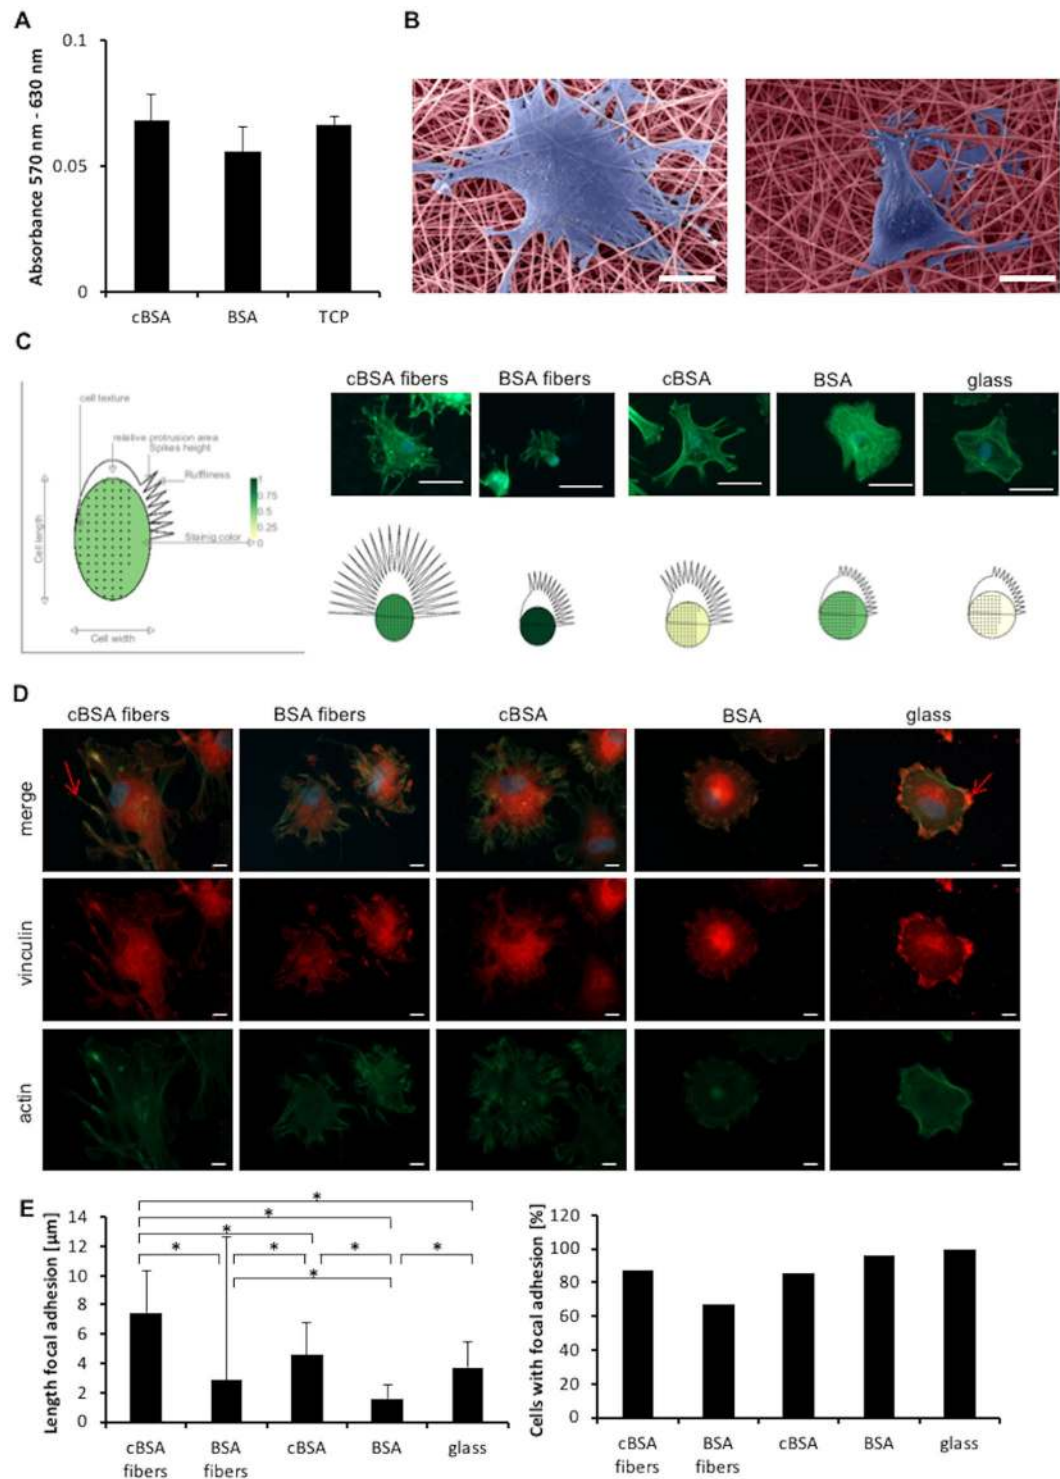 A
B
Absorbance 570 nm - 630 nm
0.1
0.05
0
cBSA
BSA
TCP
C
cell texture
relative protrusion area
Spikes height
Ruffliness
1
0.75
0.5
0.25
0
Stainig color
Cell length
Cell width
cBSA fibers
BSA fibers
cBSA
BSA
glass
D
cBSA fibers
BSA fibers
cBSA
BSA
glass
merge
vinculin
actin
E
Length focal adhesion [µm]
14
12
10
8
6
4
2
0
*
*
*
*
*
*
*
*
cBSA
fibers
BSA
fibers
cBSA
BSA
glass
Cells with focal adhesion [%]
120
100
80
60
40
20
0
cBSA
fibers
BSA
fibers
cBSA
BSA
glass